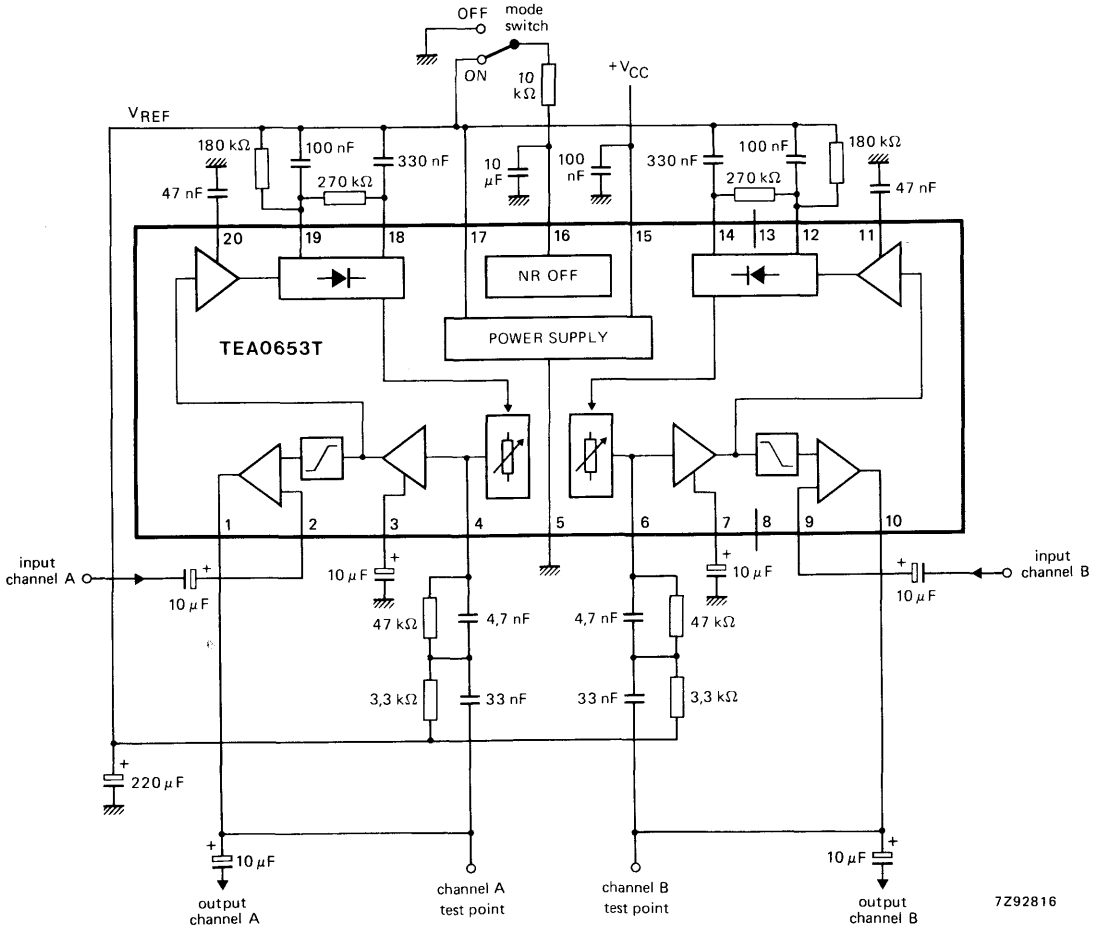 OFF
mode
switch
ON
10
kΩ
+VCC
VREF
180 kΩ
100 nF
330 nF
47 nF
270 kΩ
10
μF
100
nF
330 nF
100 nF
180 kΩ
270 kΩ
47 nF
20
19
18
17
16
15
14
13
12
11
NR OFF
POWER SUPPLY
TEA0653T
1
2
3
4
5
6
7
8
9
10
input
channel A
+
10 μF
10 μF
+
+
10 μF
+
10 μF
input
channel B
47 kΩ
4,7 nF
4,7 nF
47 kΩ
3,3 kΩ
33 nF
33 nF
3,3 kΩ
+
220 μF
+
10 μF
output
channel A
channel A
test point
channel B
test point
+
10 μF
output
channel B
7Z92816